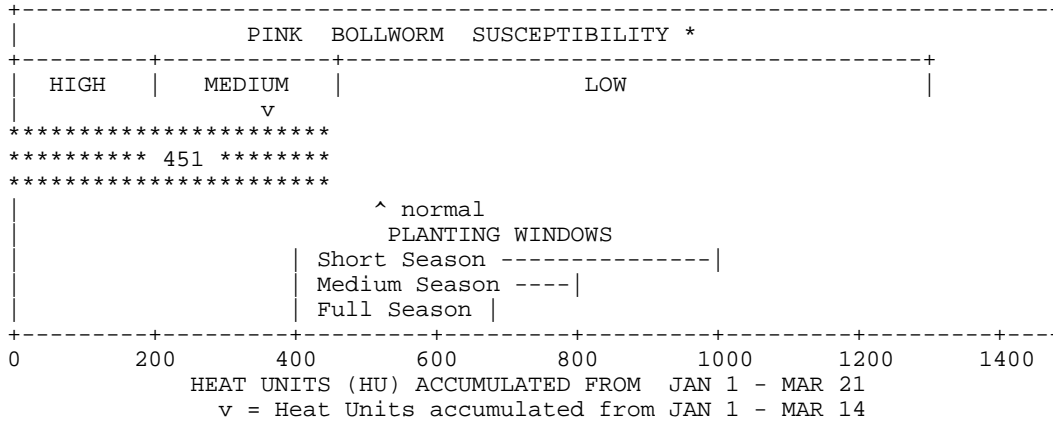 +--------------------------------------------------------------------------
|                PINK  BOLLWORM  SUSCEPTIBILITY *
+---------+------------+-----------------------------------------+
|  HIGH   |   MEDIUM   |                 LOW                     |
|                 v
***********************
********** 451 ********
***********************
|                         ^ normal
|                          PLANTING WINDOWS
|                   | Short Season ---------------|
|                   | Medium Season ----|
|                   | Full Season |
+---------+---------+---------+---------+---------+---------+---------+----
0        200       400       600       800       1000      1200      1400
HEAT UNITS (HU) ACCUMULATED FROM  JAN 1 - MAR 21
v = Heat Units accumulated from JAN 1 - MAR 14